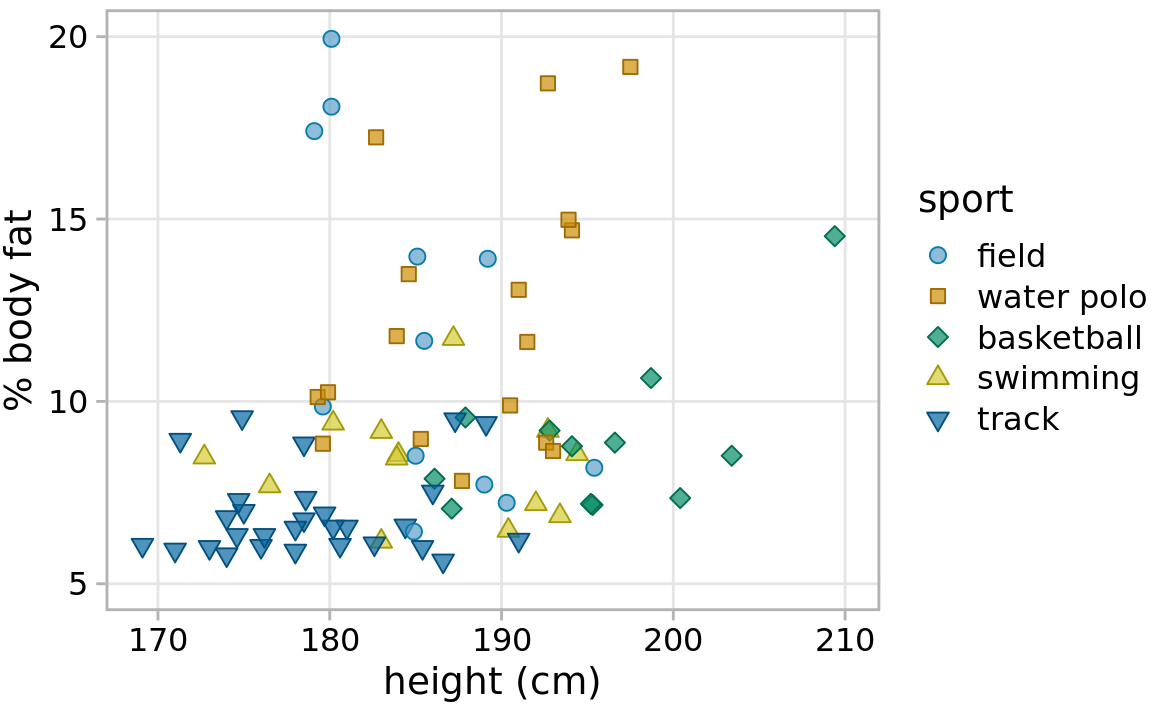 20
15
10
5
% body fat
170 180 190 200 210
height (cm)
sport
field
water polo
basketball
swimming
track